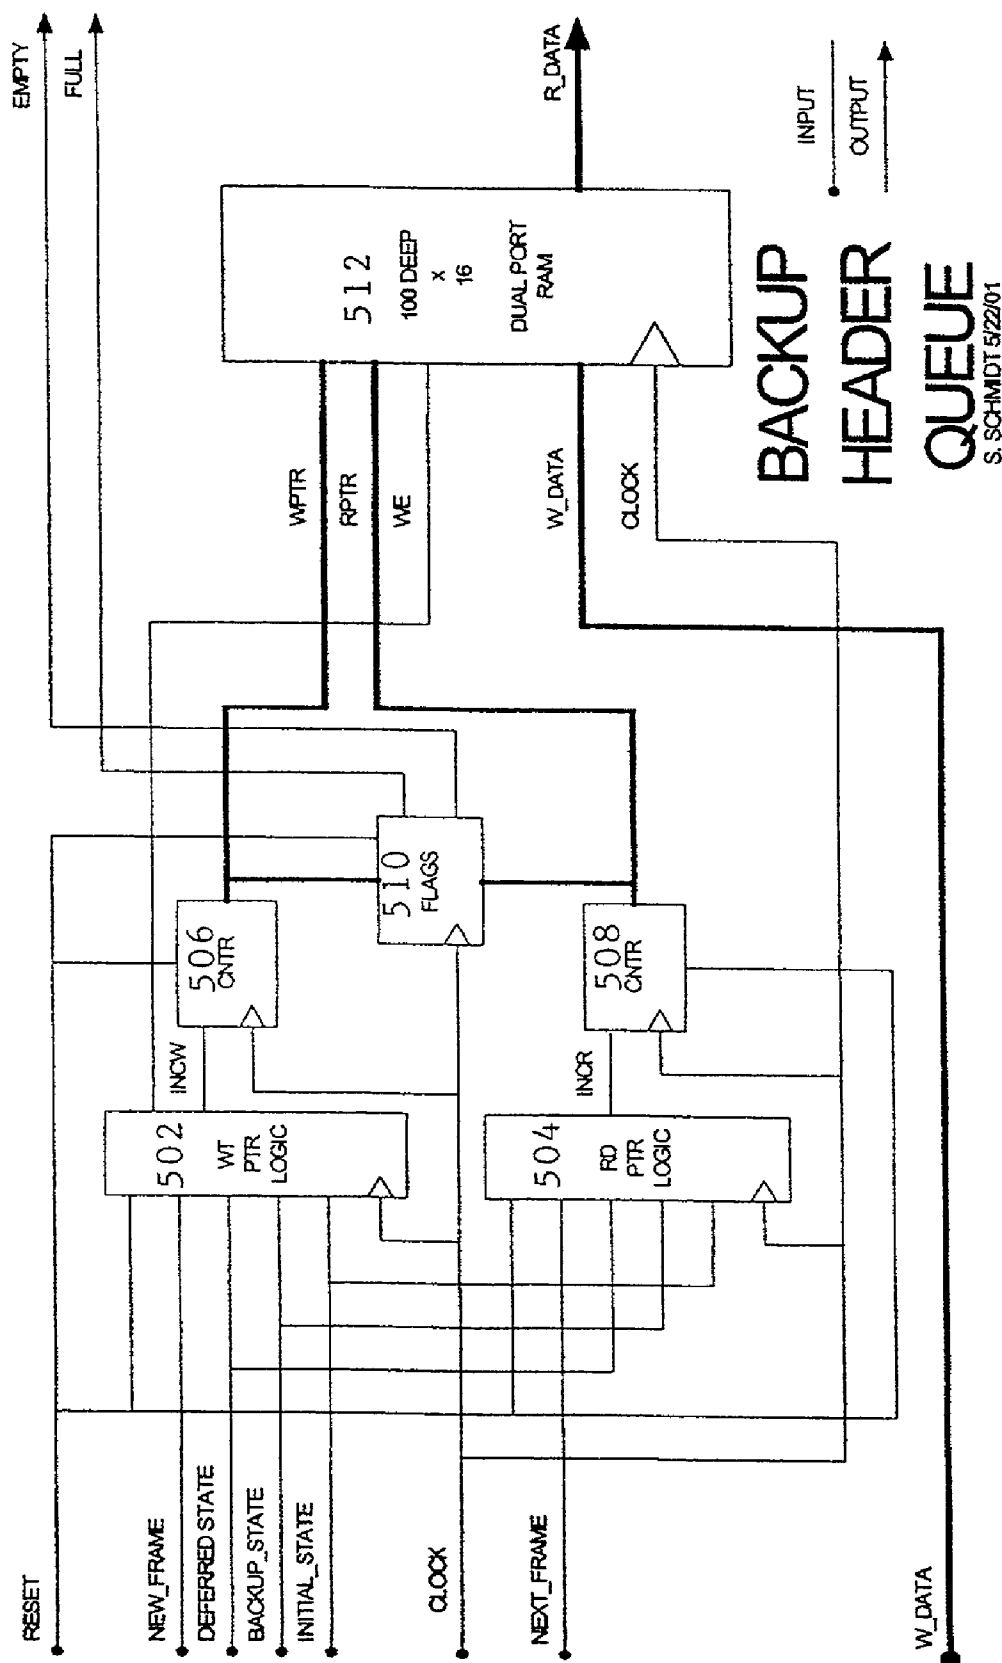 RESET
NEW_FRAME
DEFERRED STATE
BACKUP_STATE
INITIAL_STATE
CLOCK
NEXT_FRAME
W_DATA
502
WT
PTR
LOGIC
504
RD
PTR
LOGIC
INCW
INCR
506
CNTR
508
CNTR
510
FLAGS
WPTR
RPTR
WE
W_DATA
CLOCK
512
100 DEEP
x
16
DUAL PORT
RAM
EMPTY
FULL
R_DATA
INPUT
OUTPUT
BACKUP
HEADER
QUEUE
S. SCHMIDT 5/22/01